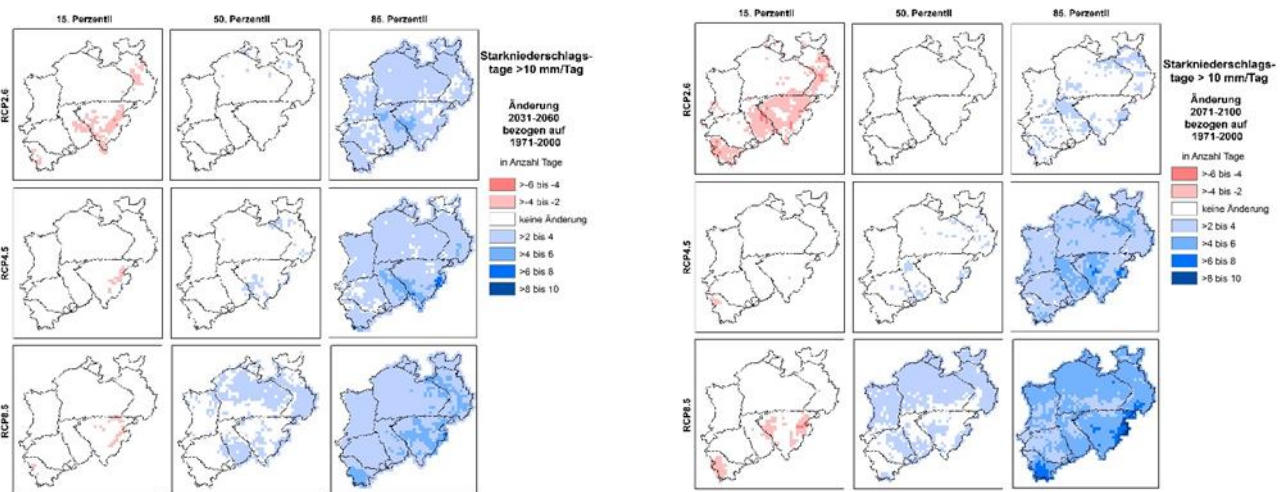 15. Perzentil
50. Perzentil
85. Perzentil
RCP2.6
RCP4.5
RCP8.5
Starkniederschlags-
tage >10 mm/Tag
Änderung
2031-2060
bezogen auf
1971-2000
in Anzahl Tage
>-6 bis -4
>-4 bis -2
keine Änderung
>2 bis 4
>4 bis 6
>6 bis 8
>8 bis 10
15. Perzentil
50. Perzentil
85. Perzentil
RCP2.6
RCP4.5
RCP8.5
Starkniederschlags-
tage > 10 mm/Tag
Änderung
2071-2100
bezogen auf
1971-2000
in Anzahl Tage
>-6 bis -4
>-4 bis -2
keine Änderung
>2 bis 4
>4 bis 6
>6 bis 8
>8 bis 10